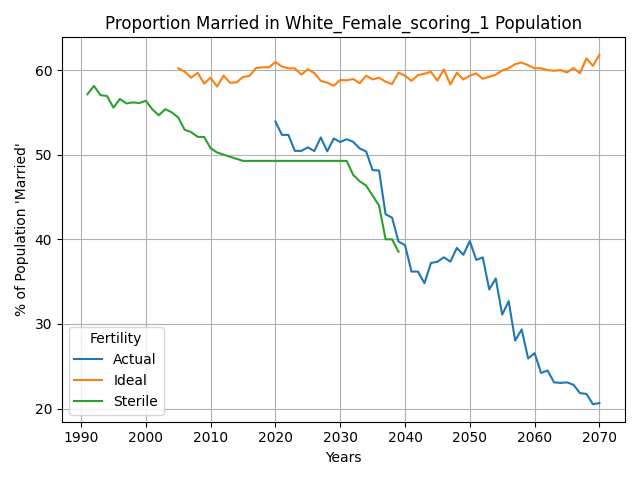 Proportion Married in White_Female_scoring_1 Population
% of Population 'Married'
60
50
40
30
20
Fertility
Actual
Ideal
Sterile
1990 2000 2010 2020 2030 2040 2050 2060 2070
Years